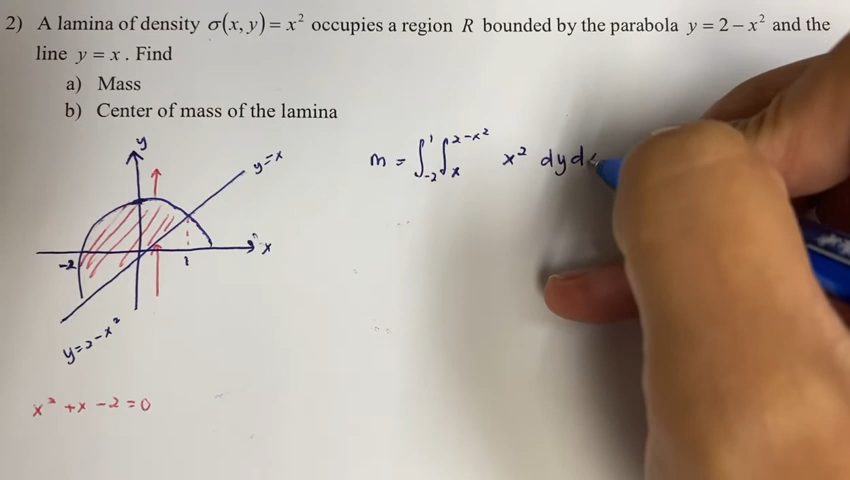 2) A lamina of density σ(x, y) = x² occupies a region R bounded by the parabola y = 2 − x² and the
line y = x. Find
a) Mass
b) Center of mass of the lamina
y
y=x
m = ∫₋₂¹ ∫ₓ^(2-x²) x² dyd
-2
1
x
y=2-x²
x² +x -2 =0